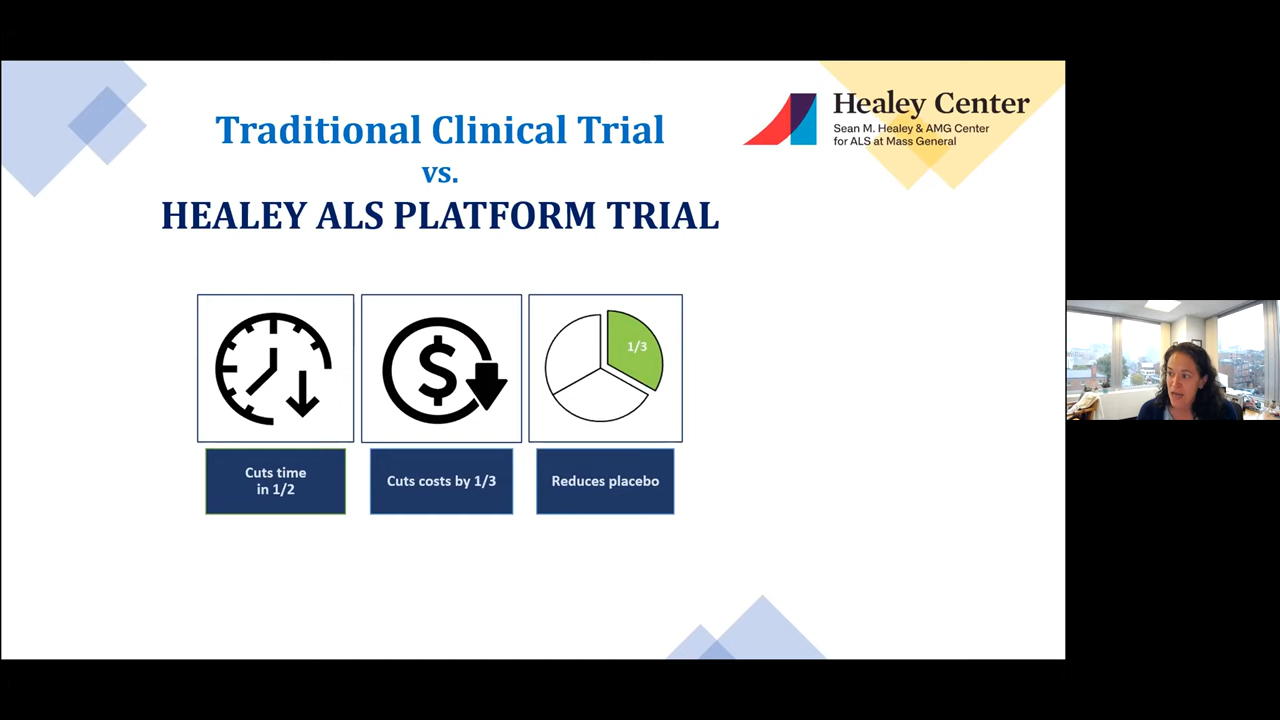 Traditional Clinical Trial
vs.
HEALEY ALS PLATFORM TRIAL
Healey Center
Sean M. Healey & AMG Center
for ALS at Mass General
$
1/3
Cuts time
in 1/2
Cuts costs by 1/3
Reduces placebo